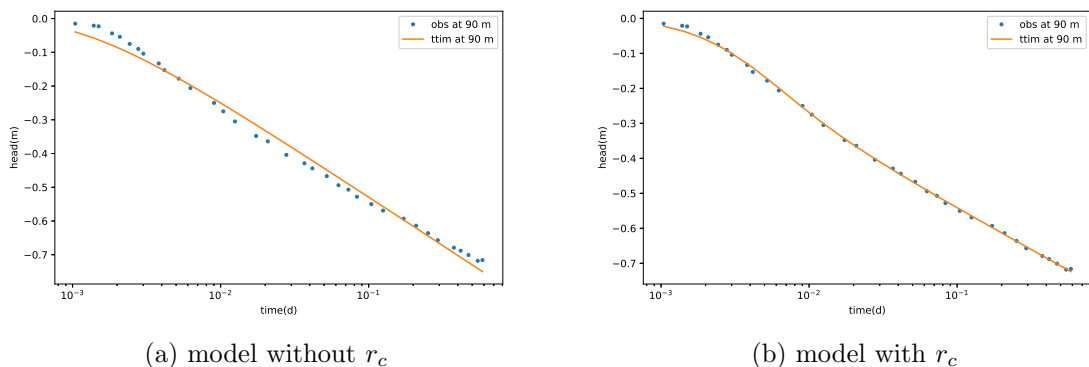 0.0
−0.1
−0.2
−0.3
−0.4
−0.5
−0.6
−0.7
head(m)
10⁻³
10⁻²
10⁻¹
time(d)
obs at 90 m
ttim at 90 m
(a) model without r_c
0.0
−0.1
−0.2
−0.3
−0.4
−0.5
−0.6
−0.7
head(m)
10⁻³
10⁻²
10⁻¹
time(d)
obs at 90 m
ttim at 90 m
(b) model with r_c